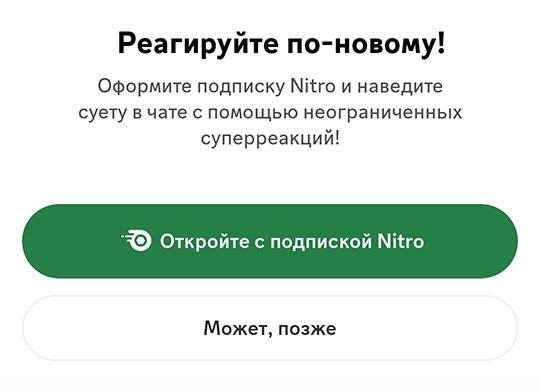 Реагируйте по-новому!
Оформите подписку Nitro и наведите
суету в чате с помощью неограниченных
суперреакций!
Откройте с подпиской Nitro
Может, позже